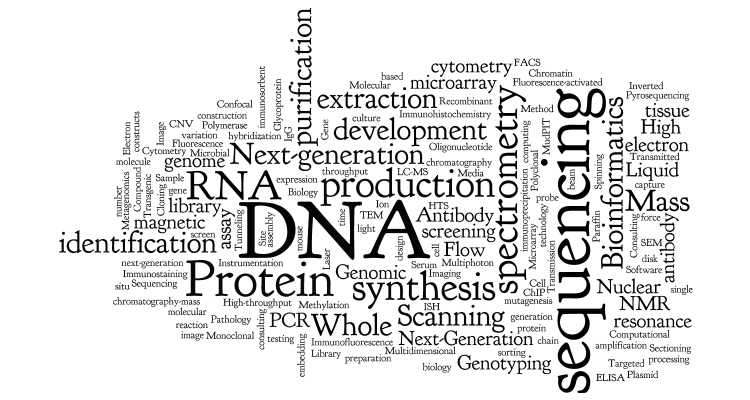 purification
cytometry
FACS
Chromatin
Fluorescence-activated
based
Molecular
microarray
immunosorbent
Glycoprotein
extraction
Recombinant
Method
Inverted
Pyrosequencing
Confocal
construction
Polymerase
CNV
variation
hybridization
IgG
Gene
culture
Immunohistochemistry
development
spectrometry
computing
MudPIT
sequencing
Bioinformatics
tissue
High
electron
Electron
constructs
Image
Fluorescence
Cytometry
Microbial
molecule
genome
Next-generation
Oligonucleotide
Polyclonal
Transmitted
throughput
LC-MS
chromatography
Media
beam
Spinning
Liquid
capture
number
Metagenomics
Compound
Transgenic
Cloning
Sample
gene
RNA
expression
Biology
production
immunoprecipitation
probe
Mass
library
magnetic
assay
Tunneling
Site
assembly
DNA
mouse
time
Ion
TEM
light
HTS
Antibody
screening
Microarray
technology
Paraffin
force
Consulting
SEM
antibody
identification
screen
Laser
design
cell
Flow
Transmission
disk
Software
next-generation
Immunostaining
situ
Sequencing
Instrumentation
Protein
Genomic
Serum
Multiphoton
Imaging
synthesis
Cell
ChIP
mutagenesis
Nuclear
single
NMR
resonance
chromatography-mass
molecular
High-throughput
Methylation
ISH
reaction
Pathology
consulting
PCR
Whole
Scanning
generation
protein
image
Monoclonal
testing
embedding
Immunofluorescence
Next-Generation
chain
Computational
amplification
Sectioning
Library
Multidimensional
sorting
processing
preparation
biology
Genotyping
Targeted
ELISA
Plasmid